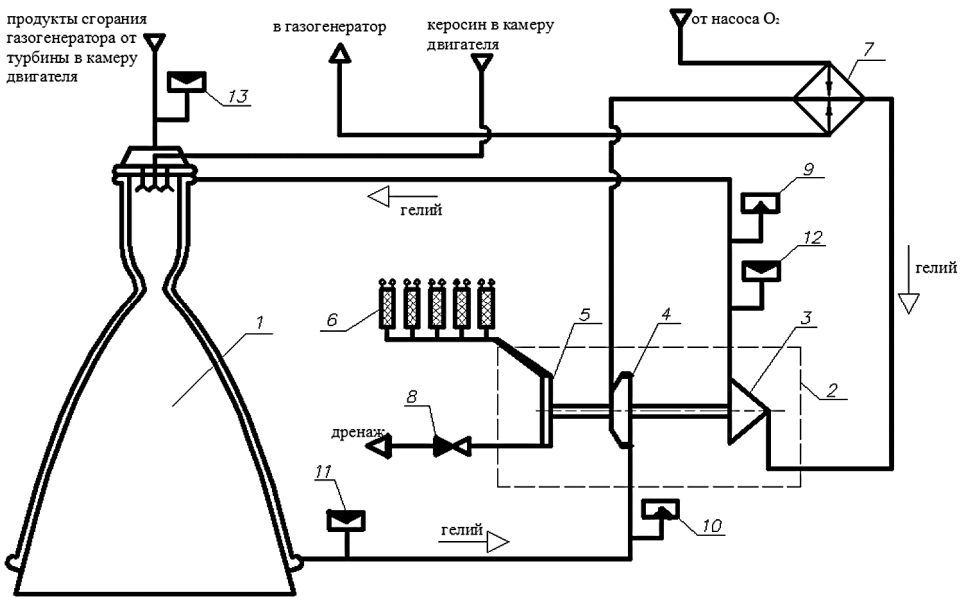 продукты сгорания
газогенератора от
турбины в камеру
двигателя
в газогенератор
керосин в камеру
двигателя
от насоса O₂
7
13
9
гелий
12
гелий
6
1
5
4
3
2
8
дренаж
11
гелий
10